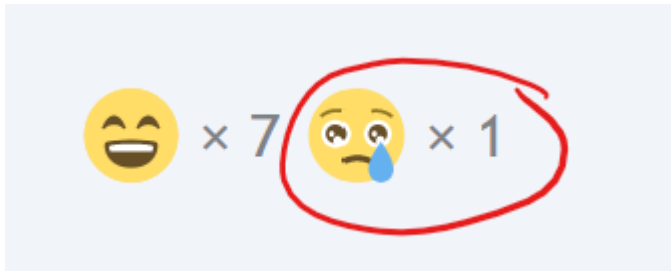 😄 × 7 😢 × 1